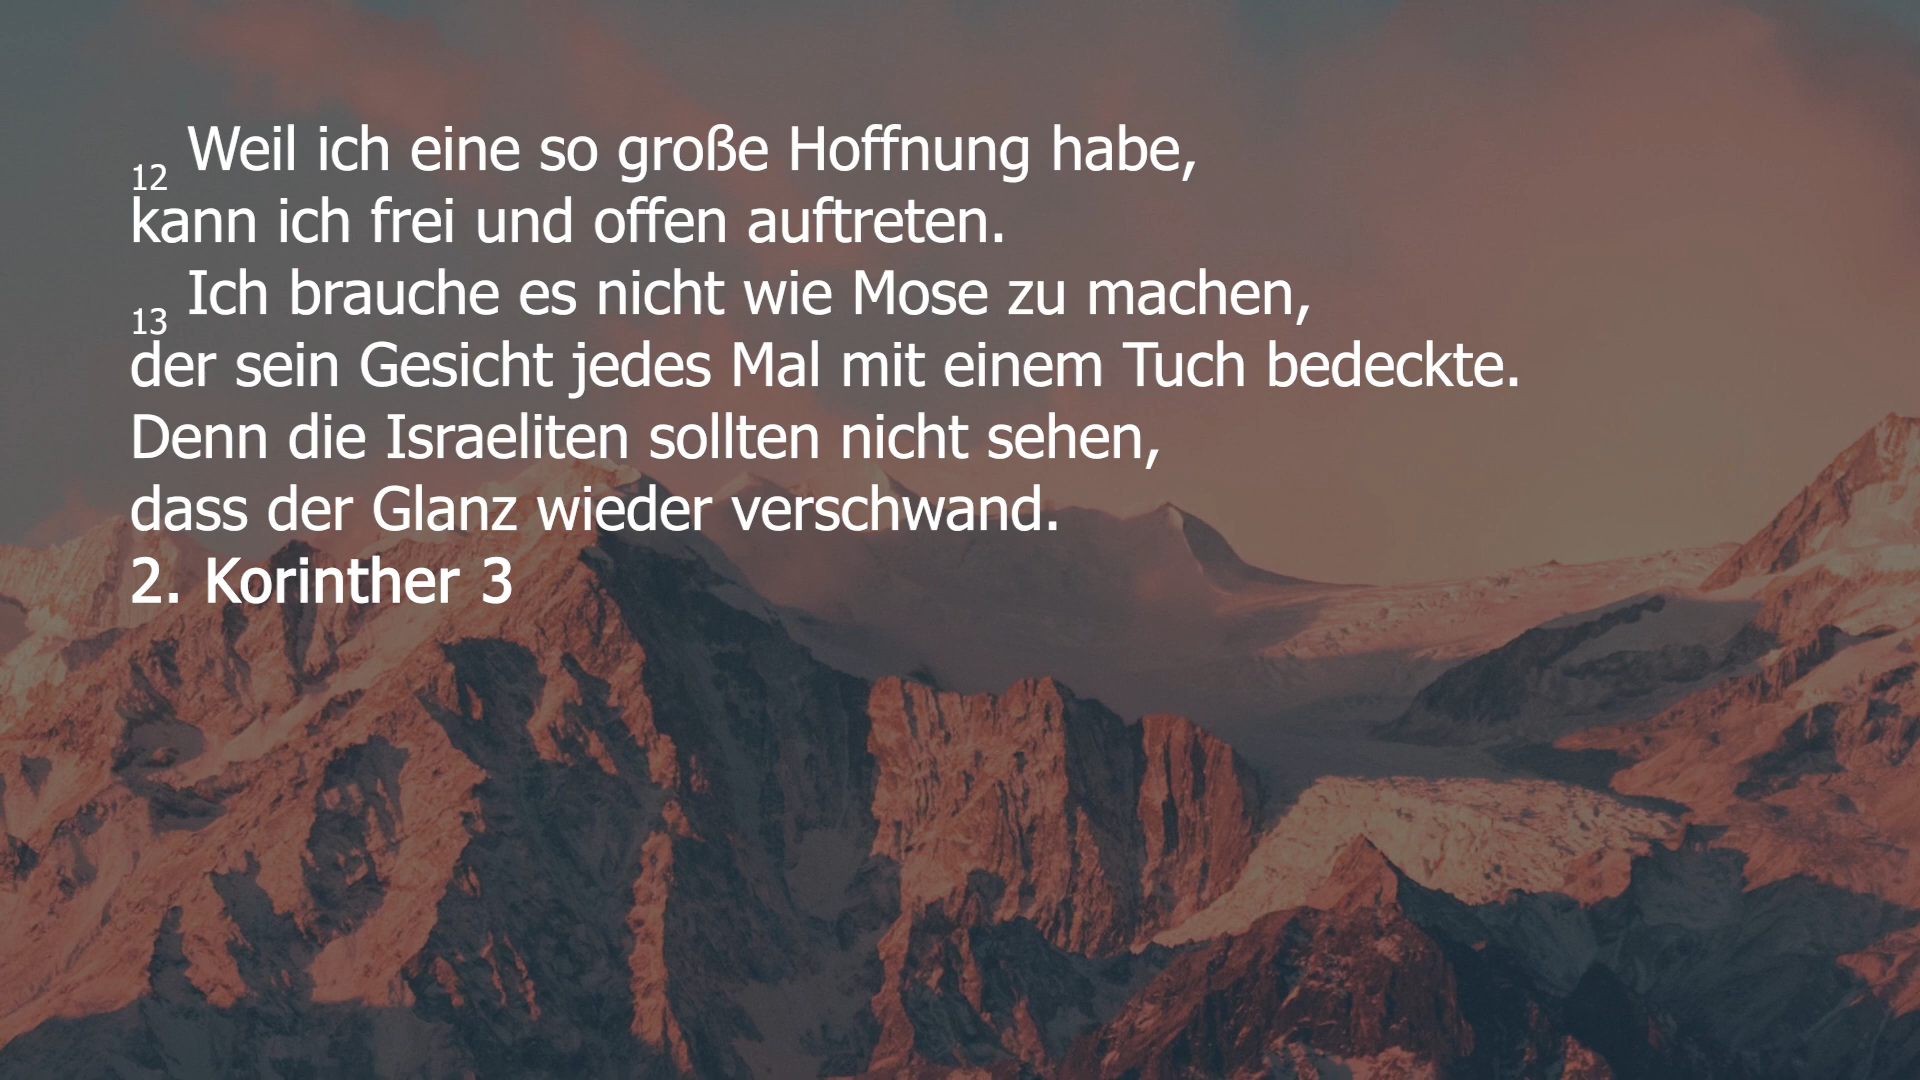 12 Weil ich eine so große Hoffnung habe,
kann ich frei und offen auftreten.
13 Ich brauche es nicht wie Mose zu machen,
der sein Gesicht jedes Mal mit einem Tuch bedeckte.
Denn die Israeliten sollten nicht sehen,
dass der Glanz wieder verschwand.
2. Korinther 3